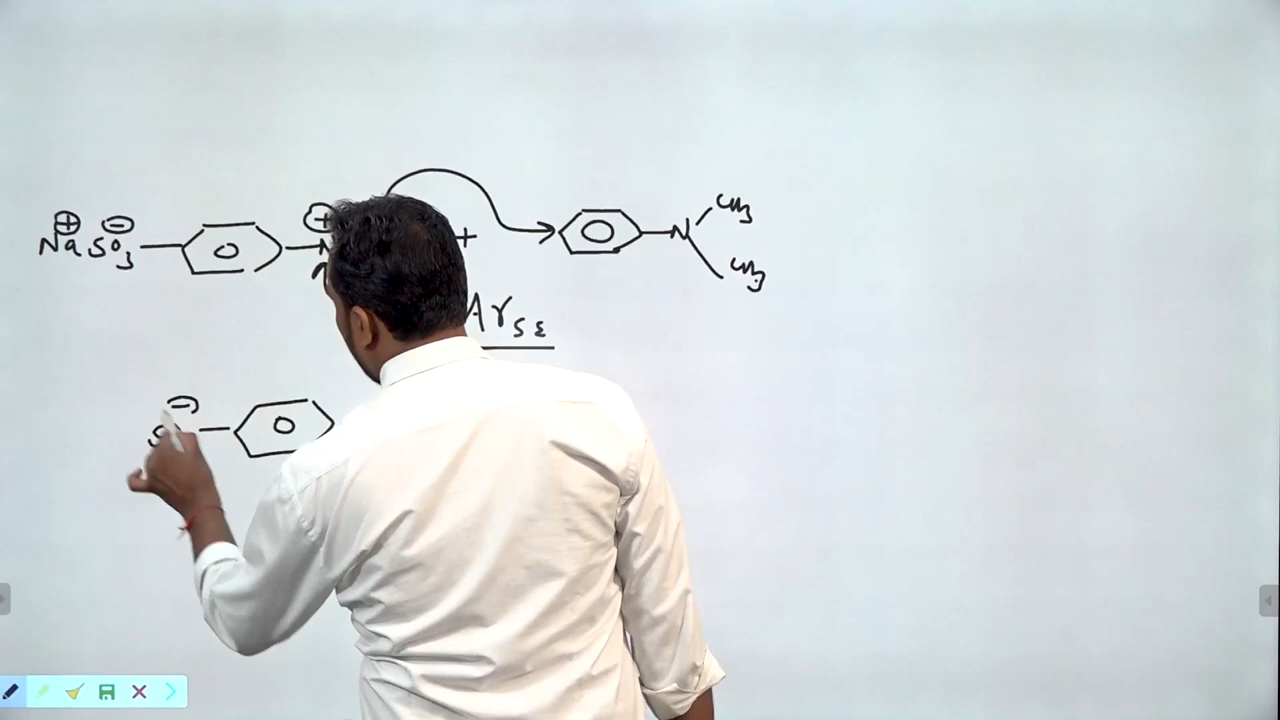 ⊕ ⊖ ⊕ CH3
NaSO3 N + N
CH3
ArSE
⊖
S